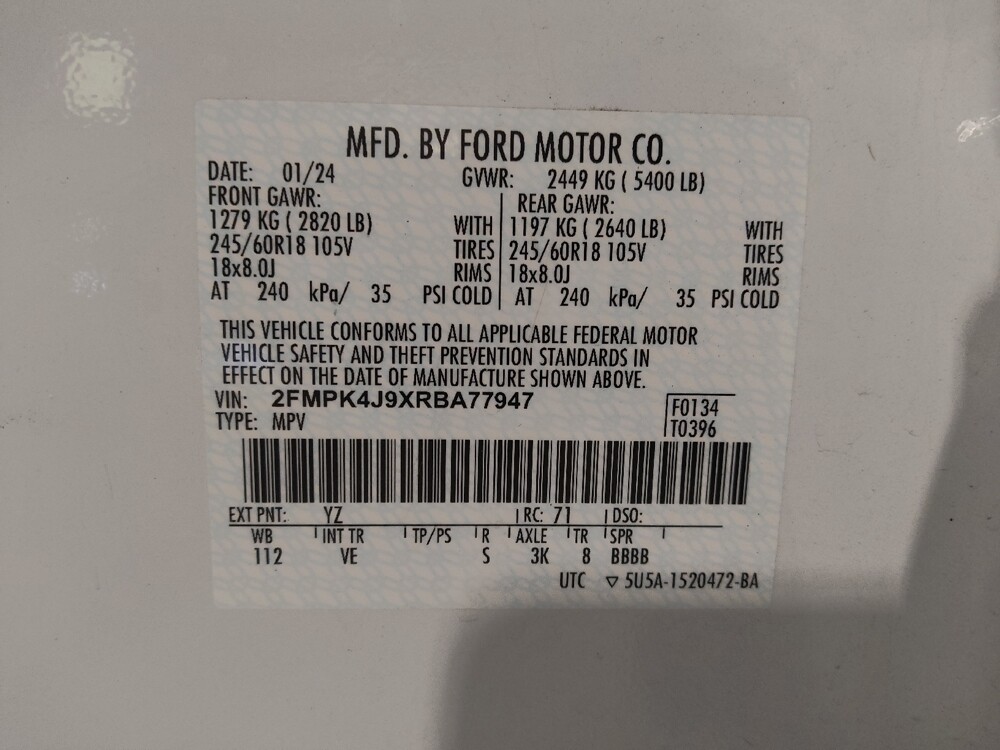 MFD. BY FORD MOTOR CO.
DATE: 01/24 GVWR: 2449 KG ( 5400 LB)
FRONT GAWR: REAR GAWR:
1279 KG ( 2820 LB) WITH 1197 KG ( 2640 LB) WITH
245/60R18 105V TIRES 245/60R18 105V TIRES
18x8.0J RIMS 18x8.0J RIMS
AT 240 kPa/ 35 PSI COLD AT 240 kPa/ 35 PSI COLD
THIS VEHICLE CONFORMS TO ALL APPLICABLE FEDERAL MOTOR
VEHICLE SAFETY AND THEFT PREVENTION STANDARDS IN
EFFECT ON THE DATE OF MANUFACTURE SHOWN ABOVE.
VIN: 2FMPK4J9XRBA77947 F0134
TYPE: MPV T0396
EXT PNT: YZ RC: 71 DSO:
WB INT TR TP/PS R AXLE TR SPR
112 VE S 3K 8 BBBB
UTC ▽ 5U5A-1520472-BA